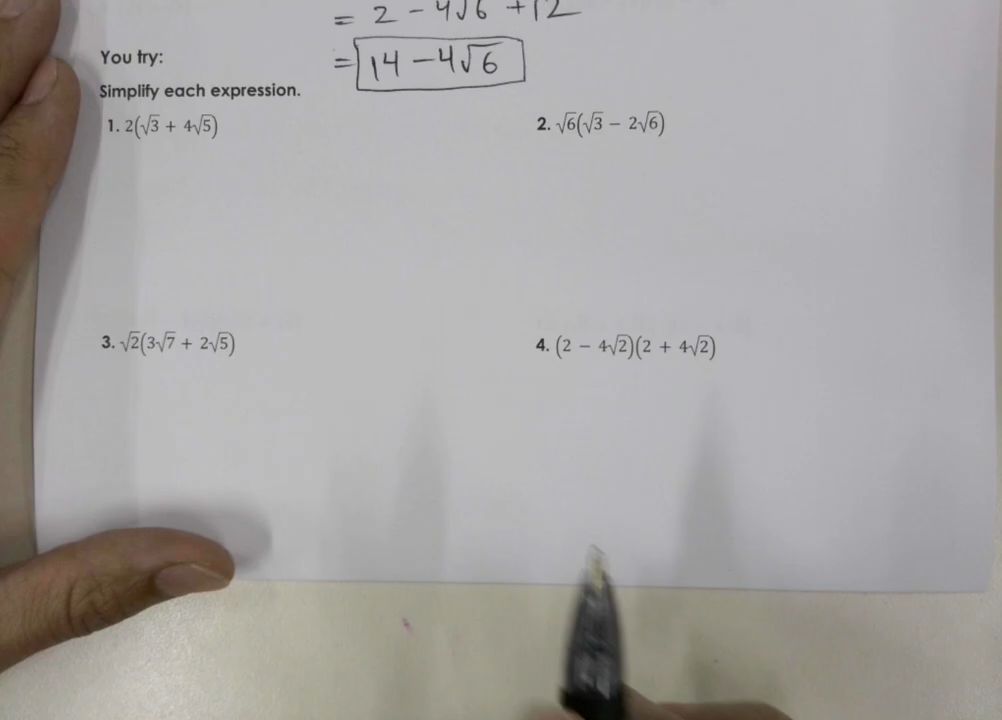 = 2 - 4√6 + 12
= 14 - 4√6
You try:
Simplify each expression.
1. 2(√3 + 4√5)
2. √6(√3 - 2√6)
3. √2(3√7 + 2√5)
4. (2 - 4√2)(2 + 4√2)